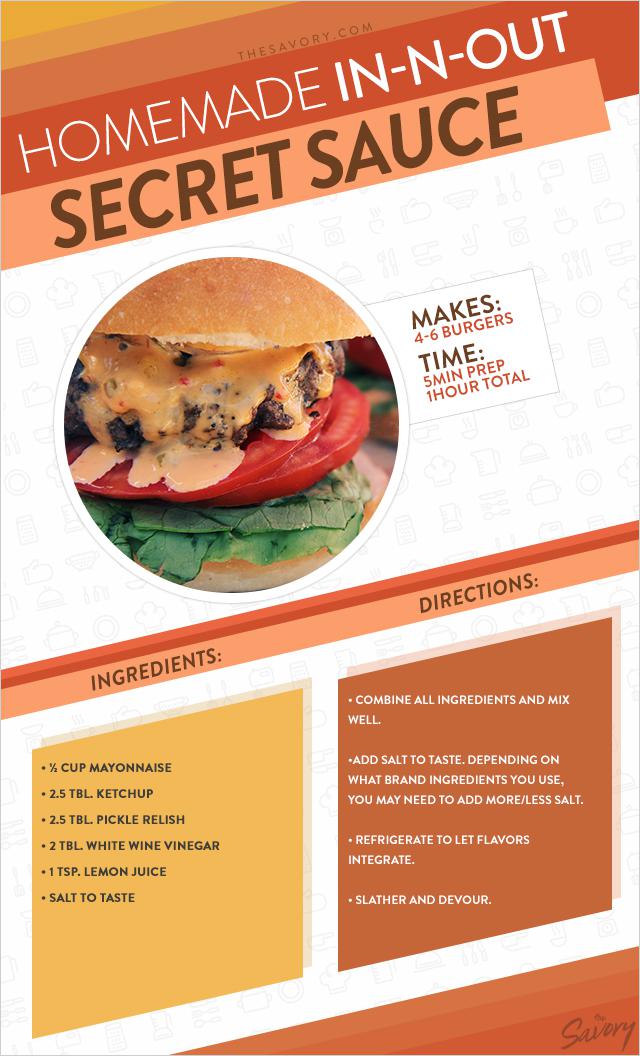 THESAVORY.COM
HOMEMADE IN-N-OUT
SECRET SAUCE
MAKES:
4-6 BURGERS
TIME:
5MIN PREP
1HOUR TOTAL
DIRECTIONS:
INGREDIENTS:
• ½ CUP MAYONNAISE
• 2.5 TBL. KETCHUP
• 2.5 TBL. PICKLE RELISH
• 2 TBL. WHITE WINE VINEGAR
• 1 TSP. LEMON JUICE
• SALT TO TASTE
• COMBINE ALL INGREDIENTS AND MIX
WELL.
•ADD SALT TO TASTE. DEPENDING ON
WHAT BRAND INGREDIENTS YOU USE,
YOU MAY NEED TO ADD MORE/LESS SALT.
• REFRIGERATE TO LET FLAVORS
INTEGRATE.
• SLATHER AND DEVOUR.
the
Savory